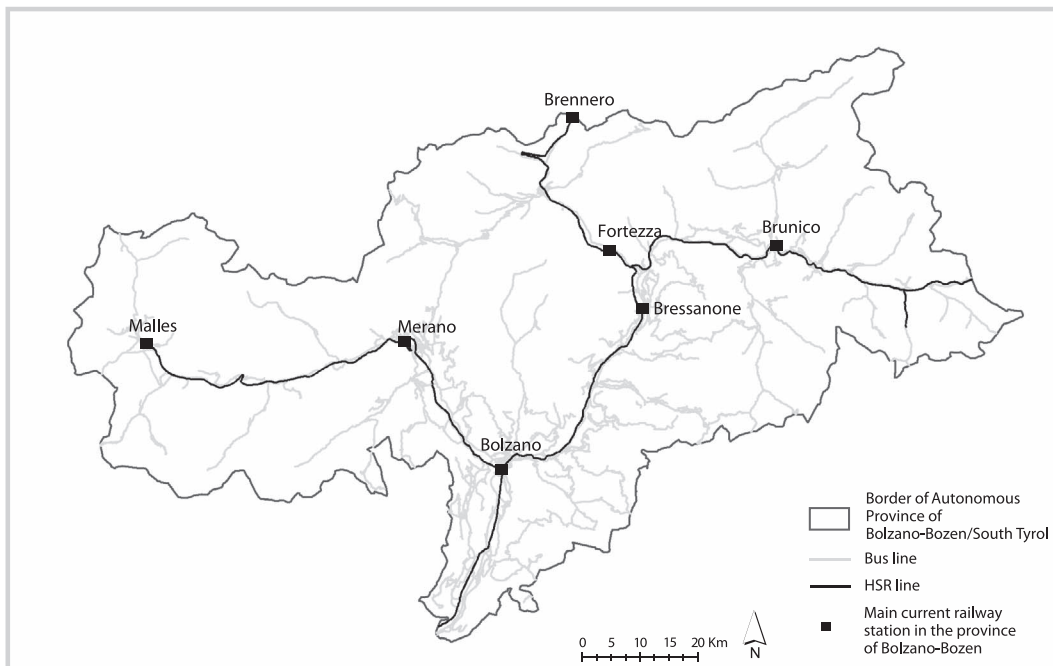 Brennero
Fortezza
Brunico
Bressanone
Malles
Merano
Bolzano
Border of Autonomous
Province of
Bolzano-Bozen/South Tyrol
Bus line
HSR line
Main current railway
station in the province
of Bolzano-Bozen
0 5 10 15 20 Km
N